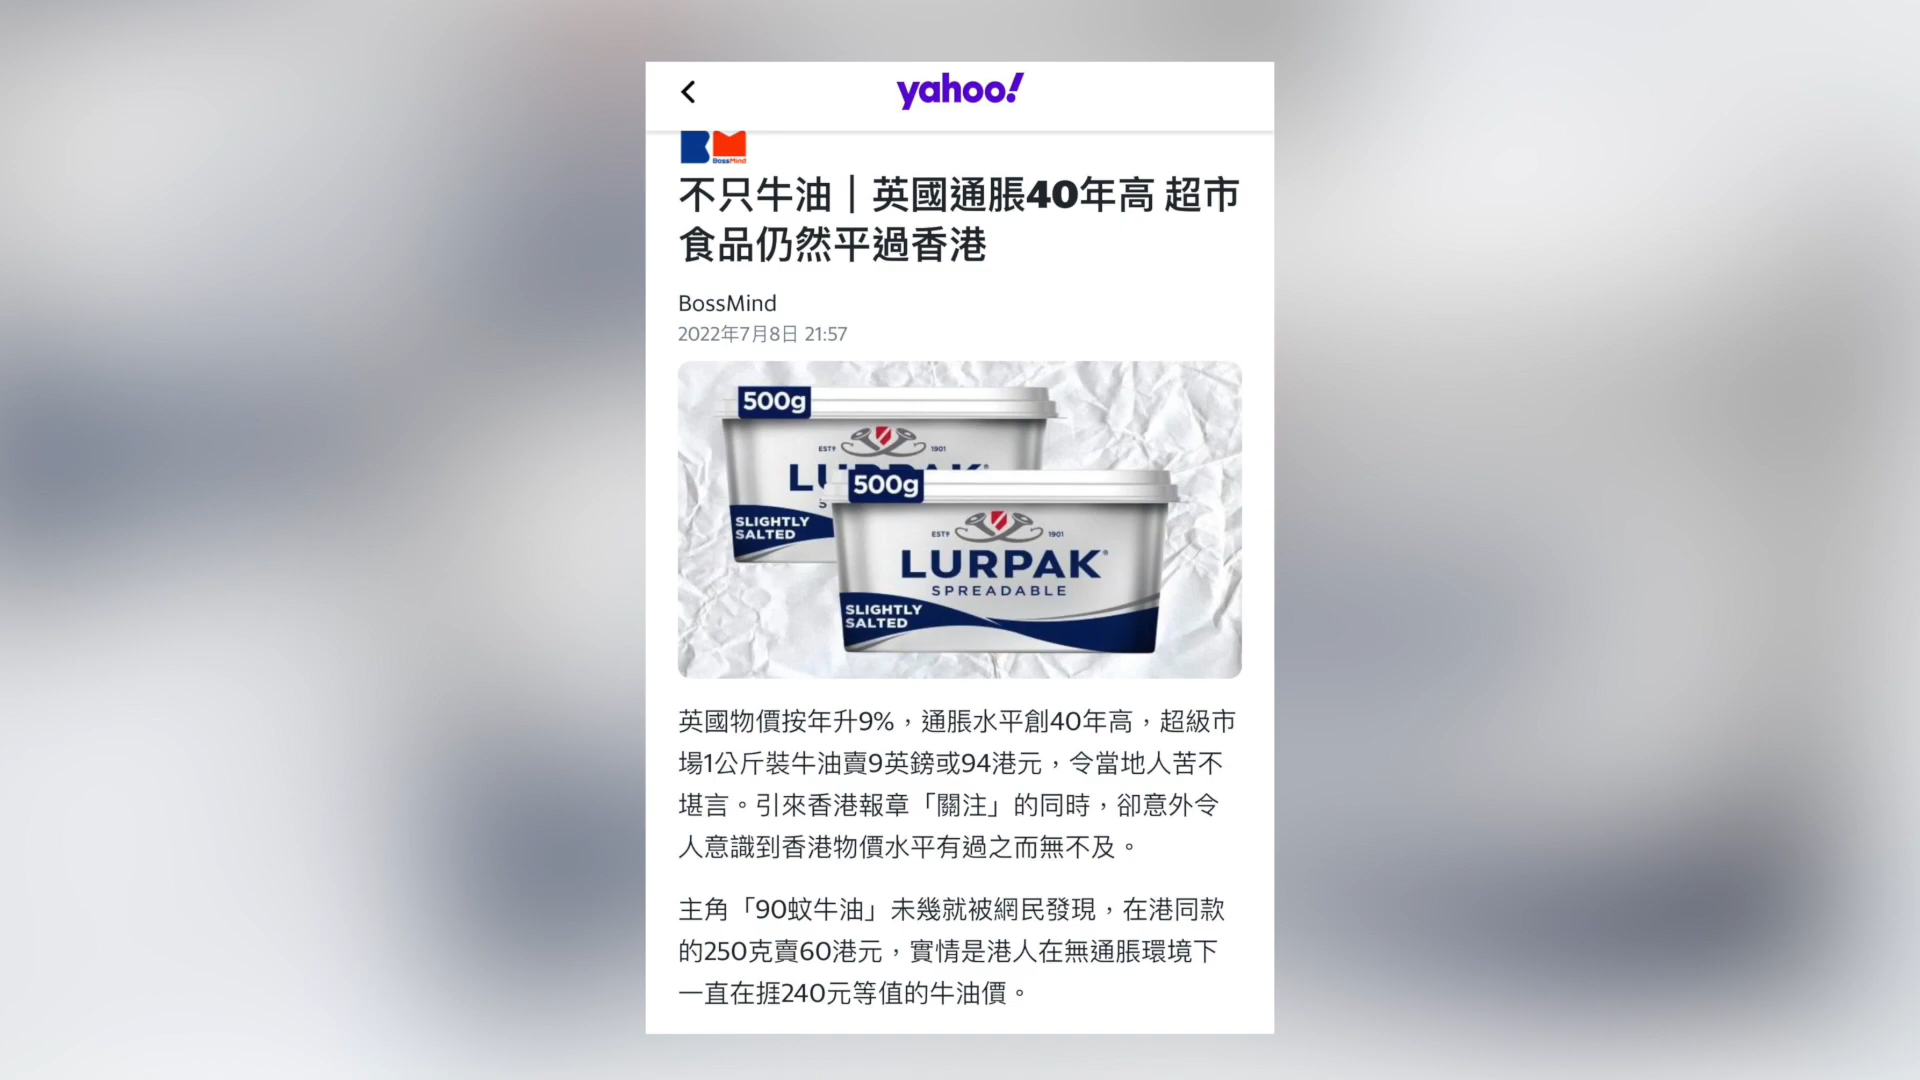 yahoo!
BossMind
不只牛油｜英國通脹40年高 超市
食品仍然平過香港
BossMind
2022年7月8日 21:57
500g
ESTD 1901
500g
SLIGHTLY
SALTED
ESTD 1901
LURPAK®
SPREADABLE
SLIGHTLY
SALTED
英國物價按年升9%，通脹水平創40年高，超級市
場1公斤裝牛油賣9英鎊或94港元，令當地人苦不
堪言。引來香港報章「關注」的同時，卻意外令
人意識到香港物價水平有過之而無不及。
主角「90蚊牛油」未幾就被網民發現，在港同款
的250克賣60港元，實情是港人在無通脹環境下
一直在捱240元等值的牛油價。